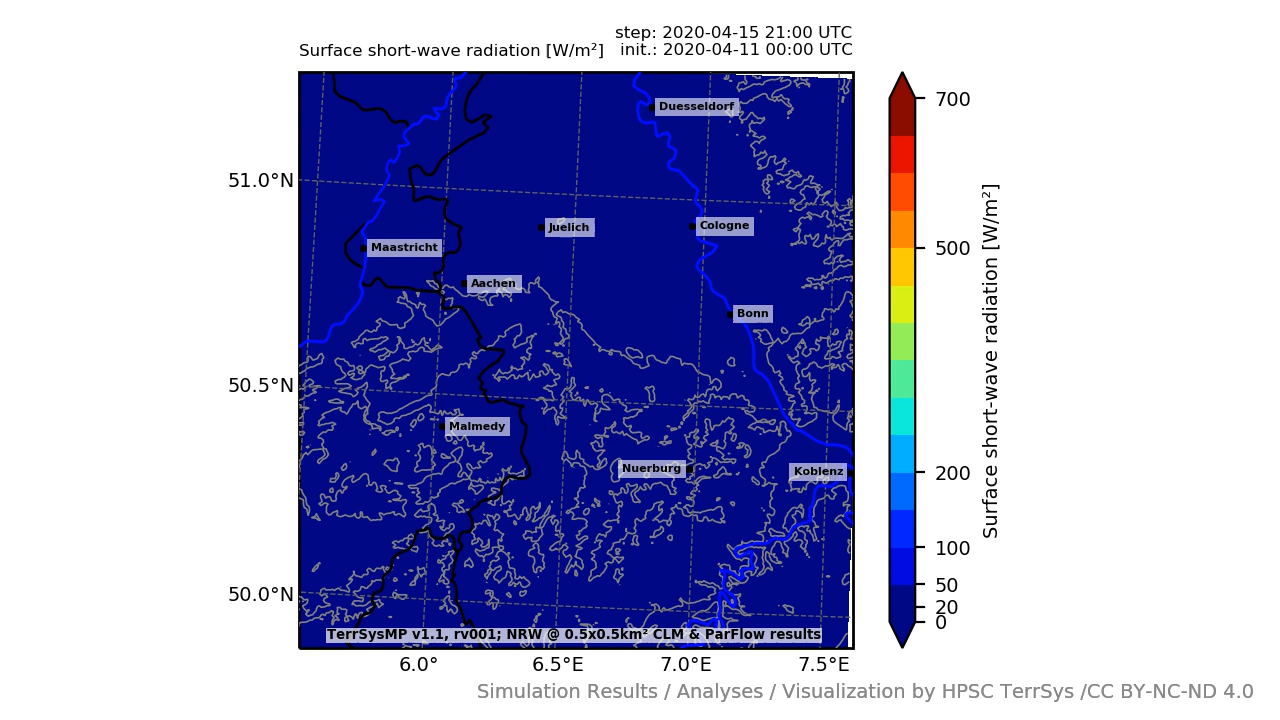 step: 2020-04-15 21:00 UTC
Surface short-wave radiation [W/m²] init.: 2020-04-11 00:00 UTC
Duesseldorf
51.0°N
Juelich
Cologne
Maastricht
Aachen
Bonn
50.5°N
Malmedy
Nuerburg
Koblenz
50.0°N
TerrSysMP v1.1, rv001; NRW @ 0.5x0.5km² CLM & ParFlow results
6.0°E
6.5°E
7.0°E
7.5°E
700
500
200
100
50
20
0
Surface short-wave radiation [W/m²]
Simulation Results / Analyses / Visualization by HPSC TerrSys /CC BY-NC-ND 4.0